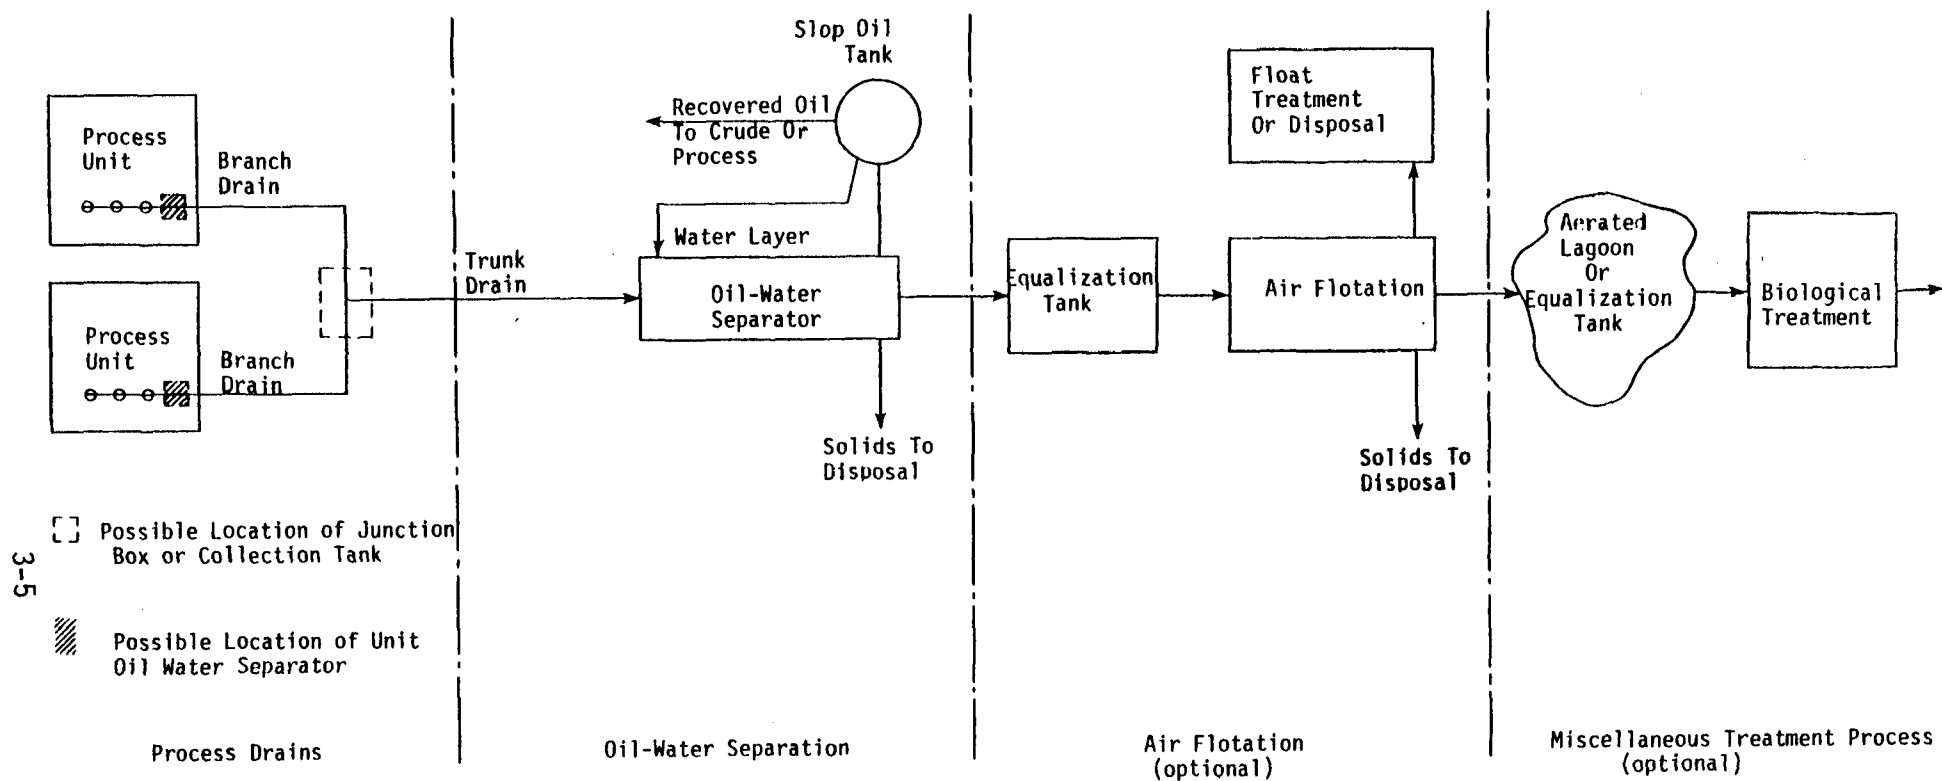 Slop Oil
Tank
Recovered Oil
To Crude Or
Process
Float
Treatment
Or Disposal
Process
Unit
Branch
Drain
Water Layer
Trunk
Drain
Oil-Water
Separator
Equalization
Tank
Air Flotation
Aerated
Lagoon
Or
Equalization
Tank
Biological
Treatment
Process
Unit
Branch
Drain
Solids To
Disposal
Solids To
Disposal
Possible Location of Junction
Box or Collection Tank
Possible Location of Unit
Oil Water Separator
3-5
Process Drains
Oil-Water Separation
Air Flotation
(optional)
Miscellaneous Treatment Process
(optional)